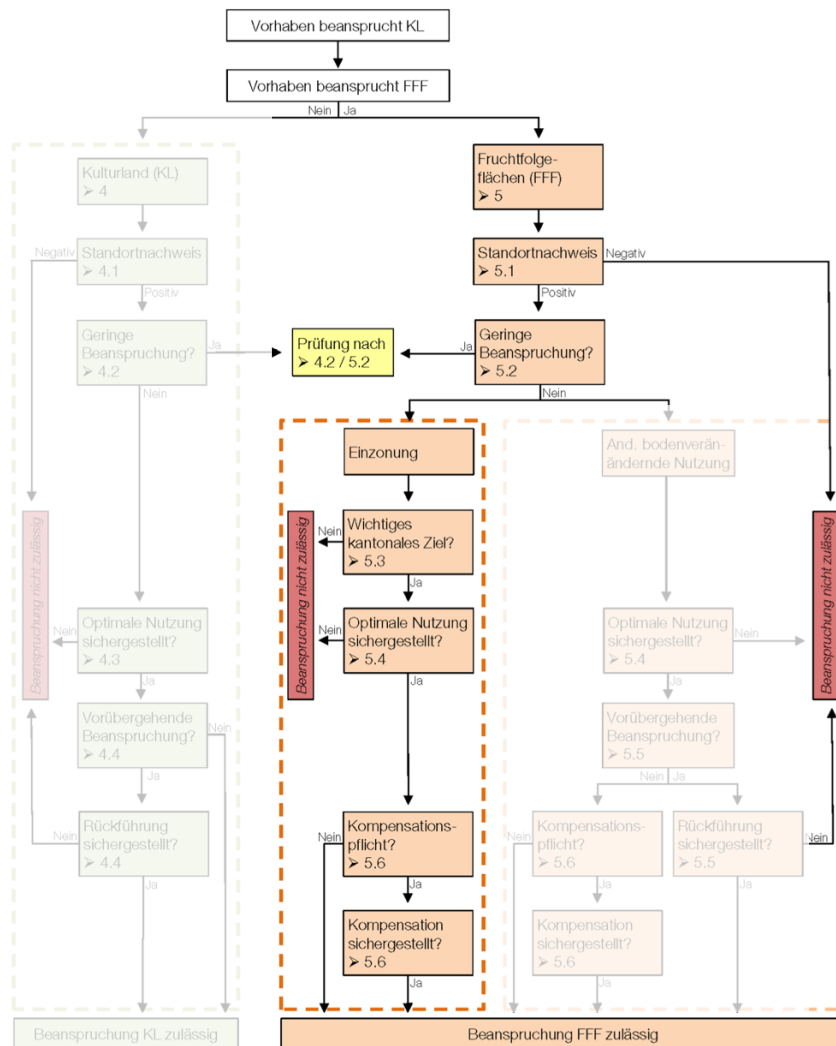 Vorhaben beansprucht KL
Vorhaben beansprucht FFF
Nein
Ja
Kulturland (KL)
➢ 4
Negativ
Standortnachweis
➢ 4.1
Positiv
Geringe
Beanspruchung?
➢ 4.2
Ja
Nein
Prüfung nach
➢ 4.2 / 5.2
Fruchtfolge-
flächen (FFF)
➢ 5
Standortnachweis
➢ 5.1
Negativ
Positiv
Ja
Geringe
Beanspruchung?
➢ 5.2
Nein
Beanspruchung nicht zulässig
Nein
Optimale Nutzung
sichergestellt?
➢ 4.3
Ja
Vorübergehende
Beanspruchung?
➢ 4.4
Nein
Ja
Nein
Rückführung
sichergestellt?
➢ 4.4
Ja
Beanspruchung KL zulässig
Einzonung
Beanspruchung nicht zulässig
Nein
Wichtiges
kantonales Ziel?
➢ 5.3
Ja
Nein
Optimale Nutzung
sichergestellt?
➢ 5.4
Ja
Nein
Kompensations-
pflicht?
➢ 5.6
Ja
Kompensation
sichergestellt?
➢ 5.6
Ja
And. bodenverän-
ändernde Nutzung
Optimale Nutzung
sichergestellt?
➢ 5.4
Nein
Ja
Beanspruchung nicht zulässig
Vorübergehende
Beanspruchung?
➢ 5.5
Nein
Ja
Nein
Kompensations-
pflicht?
➢ 5.6
Ja
Rückführung
sichergestellt?
➢ 5.5
Nein
Ja
Kompensation
sichergestellt?
➢ 5.6
Ja
Beanspruchung FFF zulässig